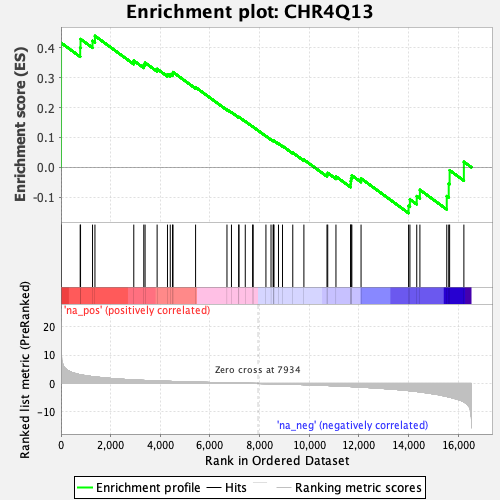 Enrichment plot: CHR4Q13
Enrichment score (ES)
0.4
0.3
0.2
0.1
0.0
-0.1
'na_pos' (positively correlated)
Ranked list metric (PreRanked)
20
10
0
-10
Zero cross at 7934
'na_neg' (negatively correlated)
0
2,000
4,000
6,000
8,000
10,000
12,000
14,000
16,000
Rank in Ordered Dataset
Enrichment profile
Hits
Ranking metric scores